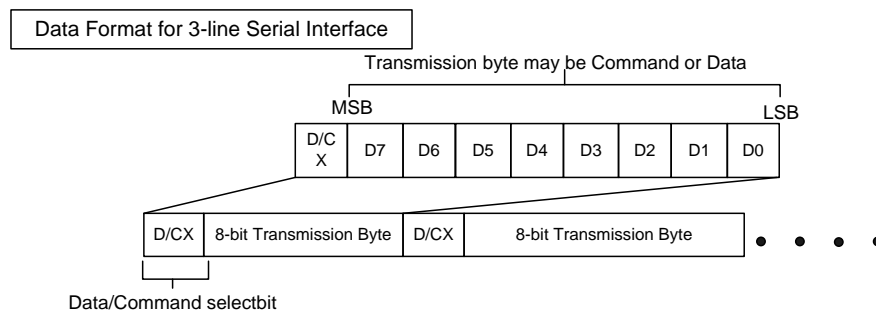 Data Format for 3-line Serial Interface
Transmission byte may be Command or Data
MSB
LSB
D/C
X
D7
D6
D5
D4
D3
D2
D1
D0
D/CX
8-bit Transmission Byte
D/CX
8-bit Transmission Byte
Data/Command selectbit